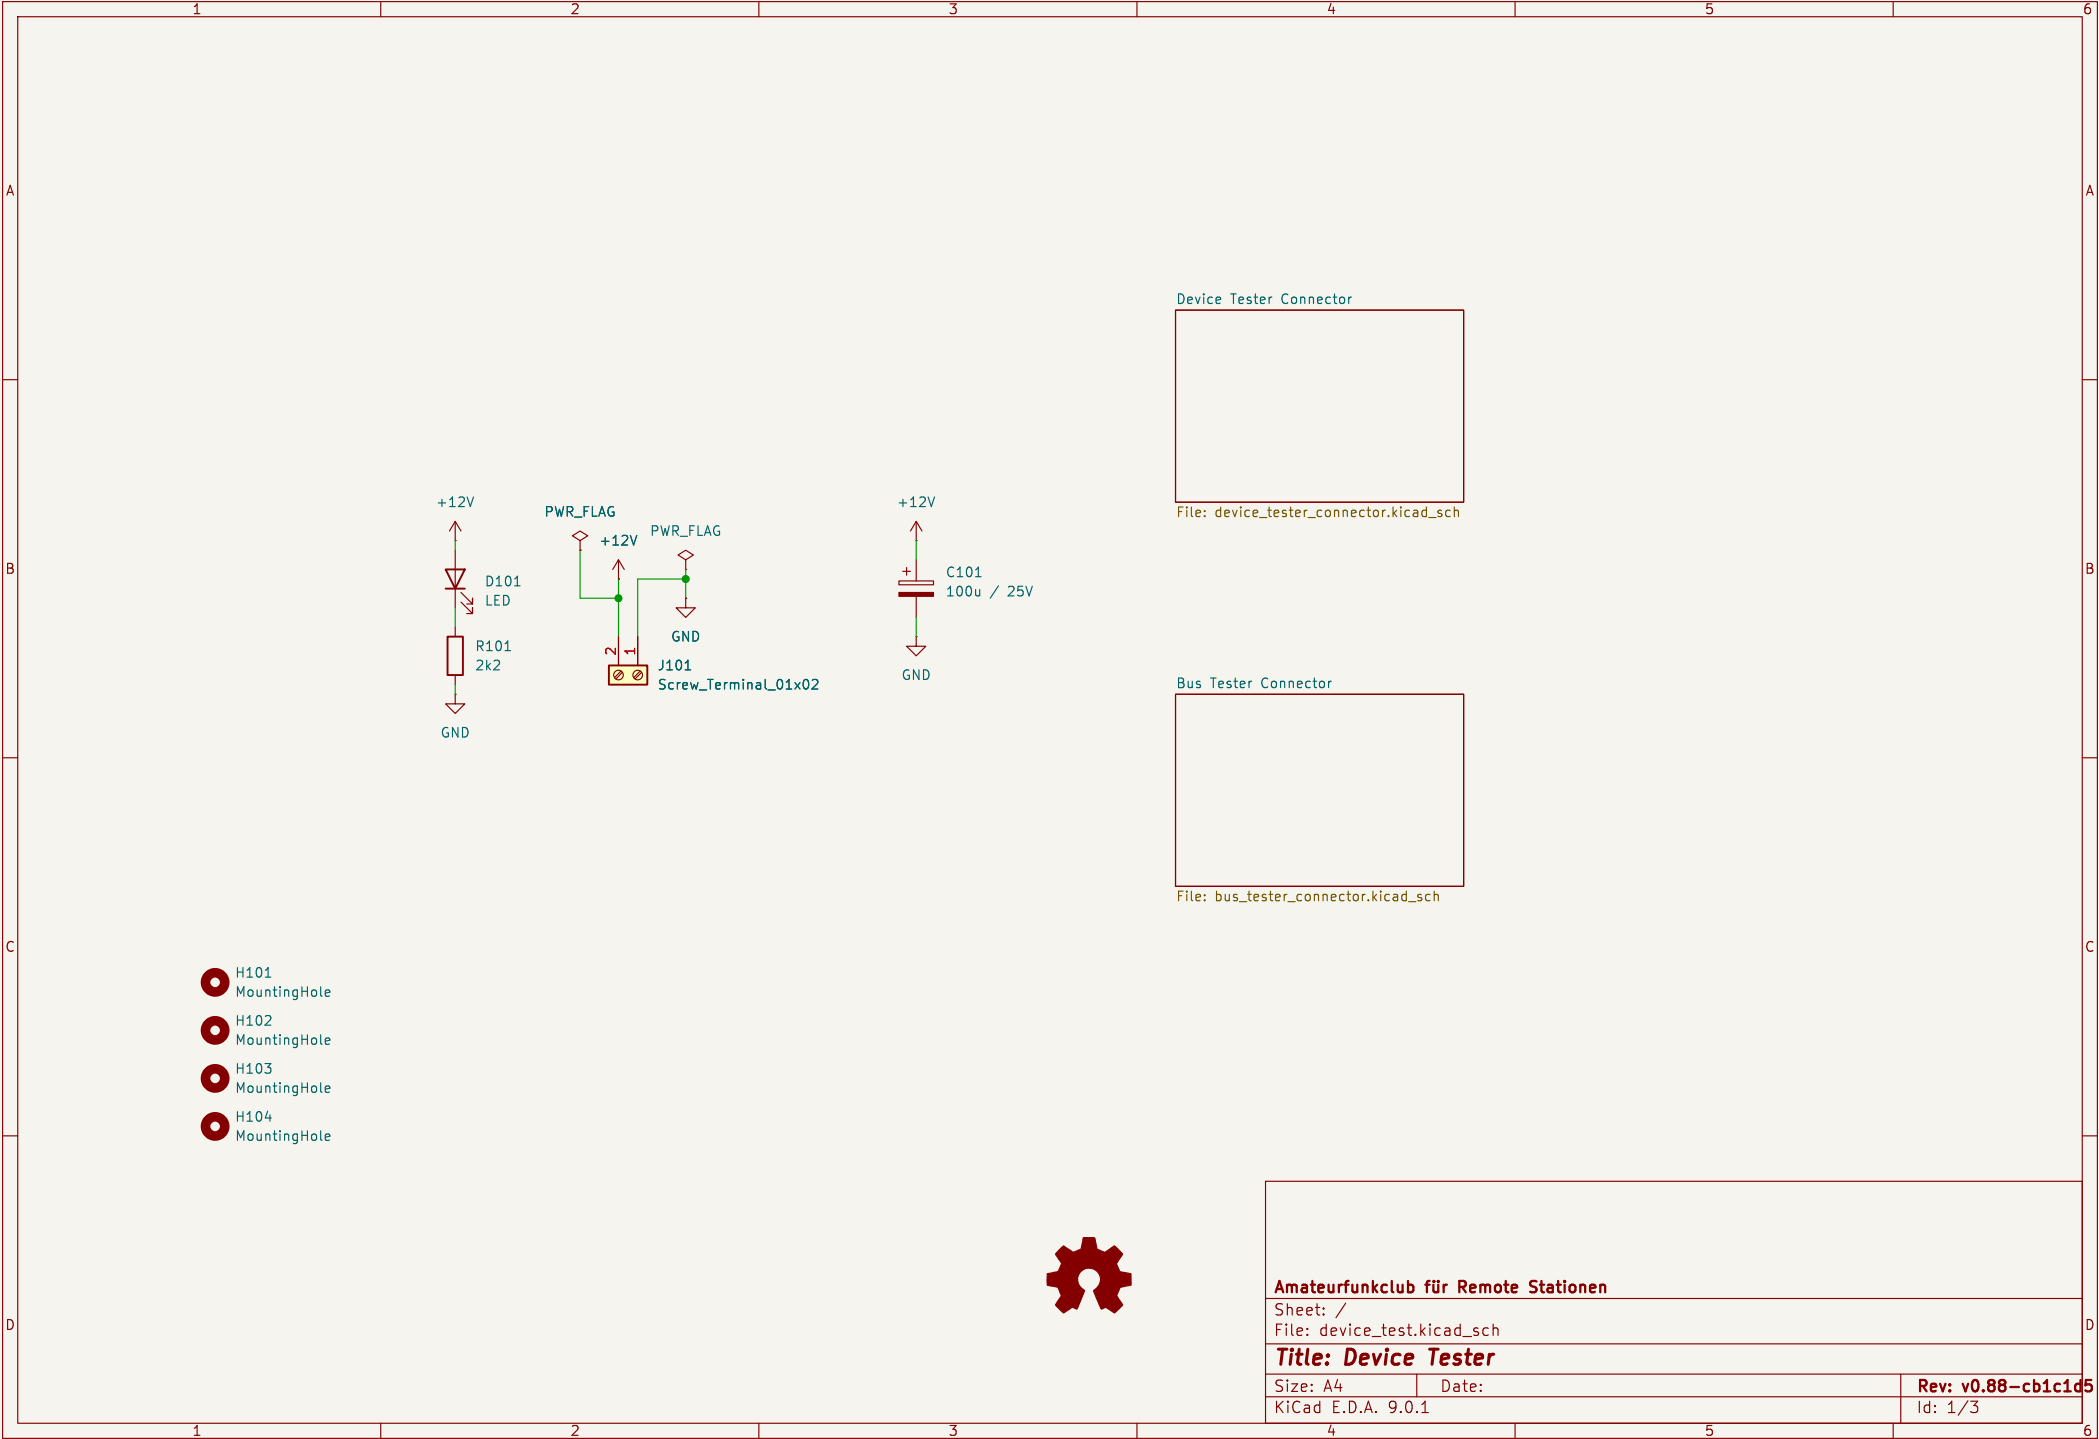 1 2 3 4 5 6
A A
Device Tester Connector
File: device_tester_connector.kicad_sch
+12V
D101
LED
R101
2k2
GND
PWR_FLAG
+12V
PWR_FLAG
GND
2 1
J101
Screw_Terminal_01x02
+12V
+
C101
100u / 25V
GND
B B
Bus Tester Connector
File: bus_tester_connector.kicad_sch
C C
H101
MountingHole
H102
MountingHole
H103
MountingHole
H104
MountingHole
Amateurfunkclub für Remote Stationen
Sheet: /
File: device_test.kicad_sch
D D
Title: Device Tester
Size: A4 Date: Rev: v0.88-cb1c1d5
KiCad E.D.A. 9.0.1 Id: 1/3
1 2 3 4 5 6